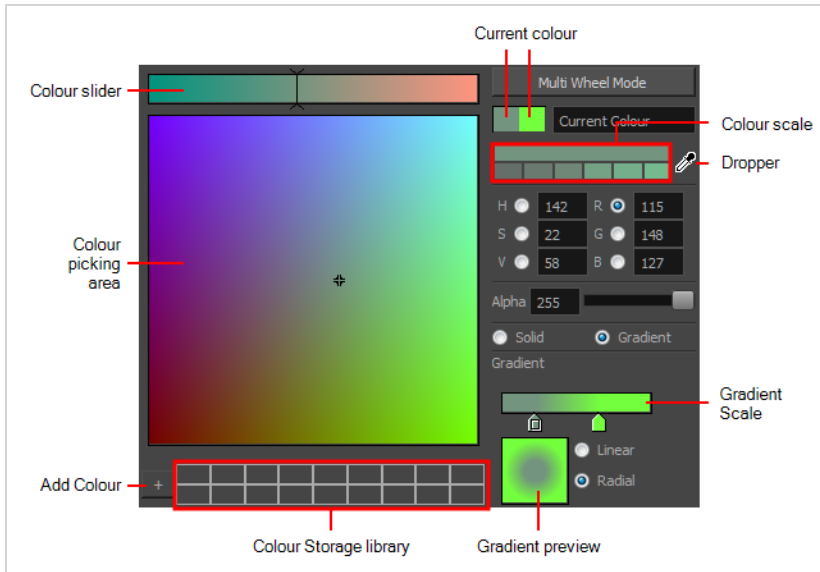 Current colour
Colour slider
Multi Wheel Mode
Current Colour
Colour scale
Dropper
H 142 R 115
S 22 G 148
V 58 B 127
Colour
picking
area
Alpha 255
Solid Gradient
Gradient
Gradient
Scale
Linear
Radial
Add Colour
+
Colour Storage library
Gradient preview